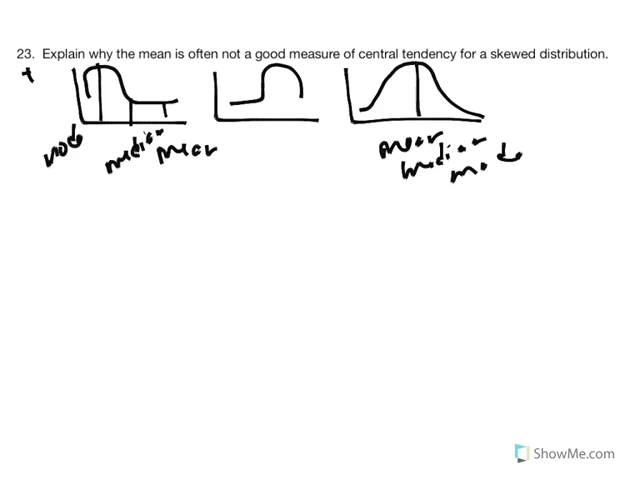 23. Explain why the mean is often not a good measure of central tendency for a skewed distribution.
+
mode median mean
mean
median
mode
ShowMe.com